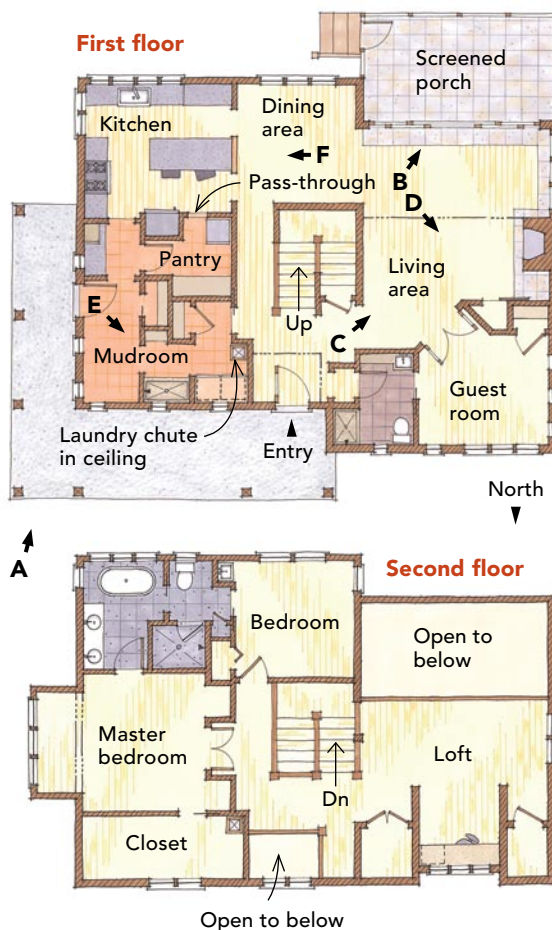 First floor
Screened
porch
Kitchen
Dining
area
F
Pass-through
B
D
Pantry
Living
area
Up
E
C
Mudroom
Guest
room
Laundry chute
in ceiling
Entry
North
A
Second floor
Bedroom
Open to
below
Master
bedroom
Loft
Dn
Closet
Open to below